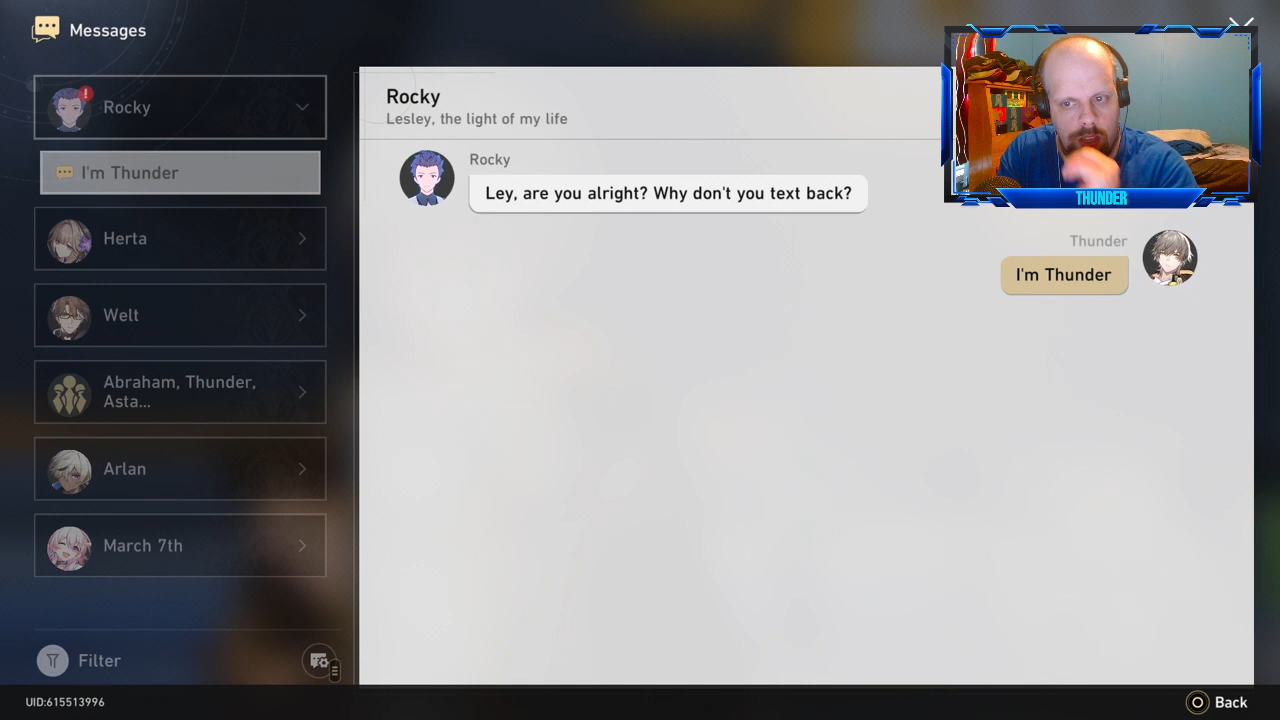 Messages
Rocky
I'm Thunder
Herta
Welt
Abraham, Thunder,
Asta...
Arlan
March 7th
Filter
Rocky
Lesley, the light of my life
Rocky
Ley, are you alright? Why don't you text back?
Thunder
I'm Thunder
THUNDER
UID:615513996
Back